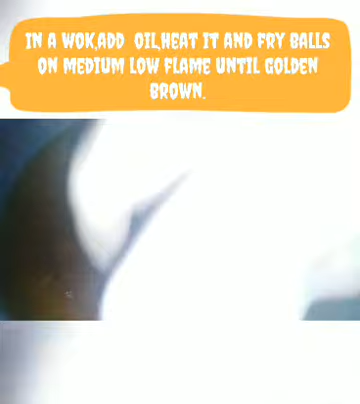 IN A WOK,ADD OIL,HEAT IT AND FRY BALLS
ON MEDIUM LOW FLAME UNTIL GOLDEN
BROWN.